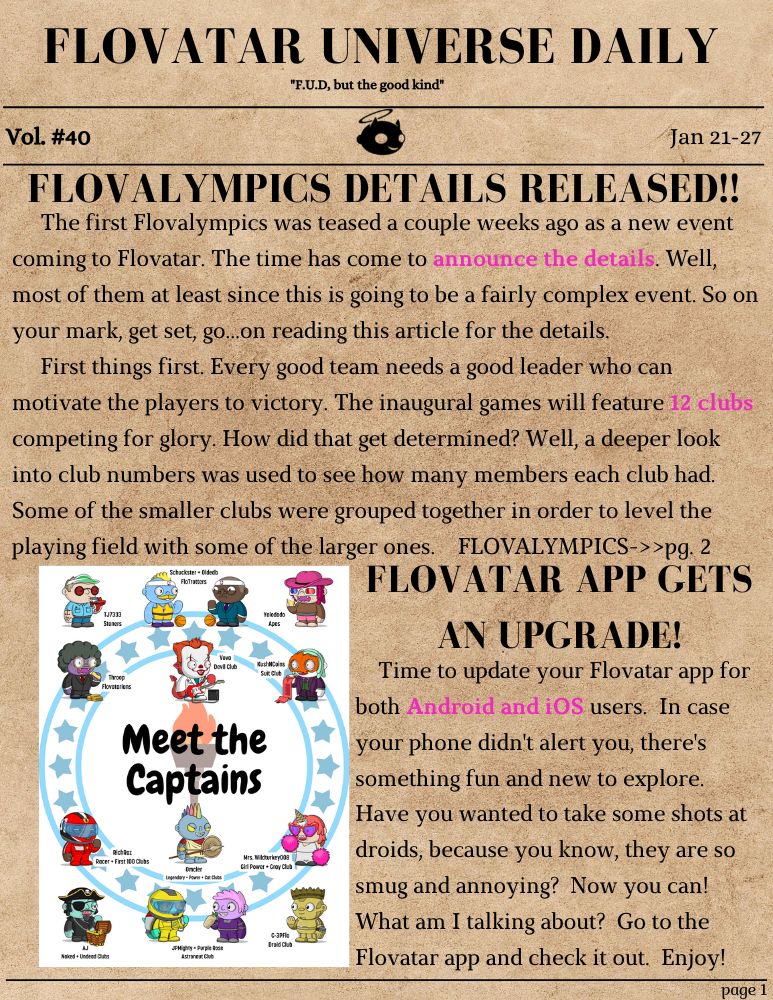 FLOVATAR UNIVERSE DAILY
"F.U.D, but the good kind"
Vol. #40
Jan 21-27
FLOVALYMPICS DETAILS RELEASED!!
The first Flovalympics was teased a couple weeks ago as a new event
coming to Flovatar. The time has come to announce the details. Well,
most of them at least since this is going to be a fairly complex event. So on
your mark, get set, go...on reading this article for the details.
First things first. Every good team needs a good leader who can
motivate the players to victory. The inaugural games will feature 12 clubs
competing for glory. How did that get determined? Well, a deeper look
into club numbers was used to see how many members each club had.
Some of the smaller clubs were grouped together in order to level the
playing field with some of the larger ones. FLOVALYMPICS->>pg. 2
Schuckster + Oldedb
FloTrotters
TJ7333
Stoners
Yolododo
Apes
Throop
Flovatarians
Vova
Devil Club
KushNCoins
Suit Club
Meet the
Captains
RichRoz
Racer + First 100 Clubs
Omcler
Legendary + Power + Cat Clubs
Mrs. Wildturkey008
Girl Power + Gray Club
AJ
Naked + Undead Clubs
JPMighty + Purple Rose
Astronaut Club
C-3PFlo
Droid Club
FLOVATAR APP GETS
AN UPGRADE!
Time to update your Flovatar app for
both Android and iOS users. In case
your phone didn't alert you, there's
something fun and new to explore.
Have you wanted to take some shots at
droids, because you know, they are so
smug and annoying? Now you can!
What am I talking about? Go to the
Flovatar app and check it out. Enjoy!
page 1